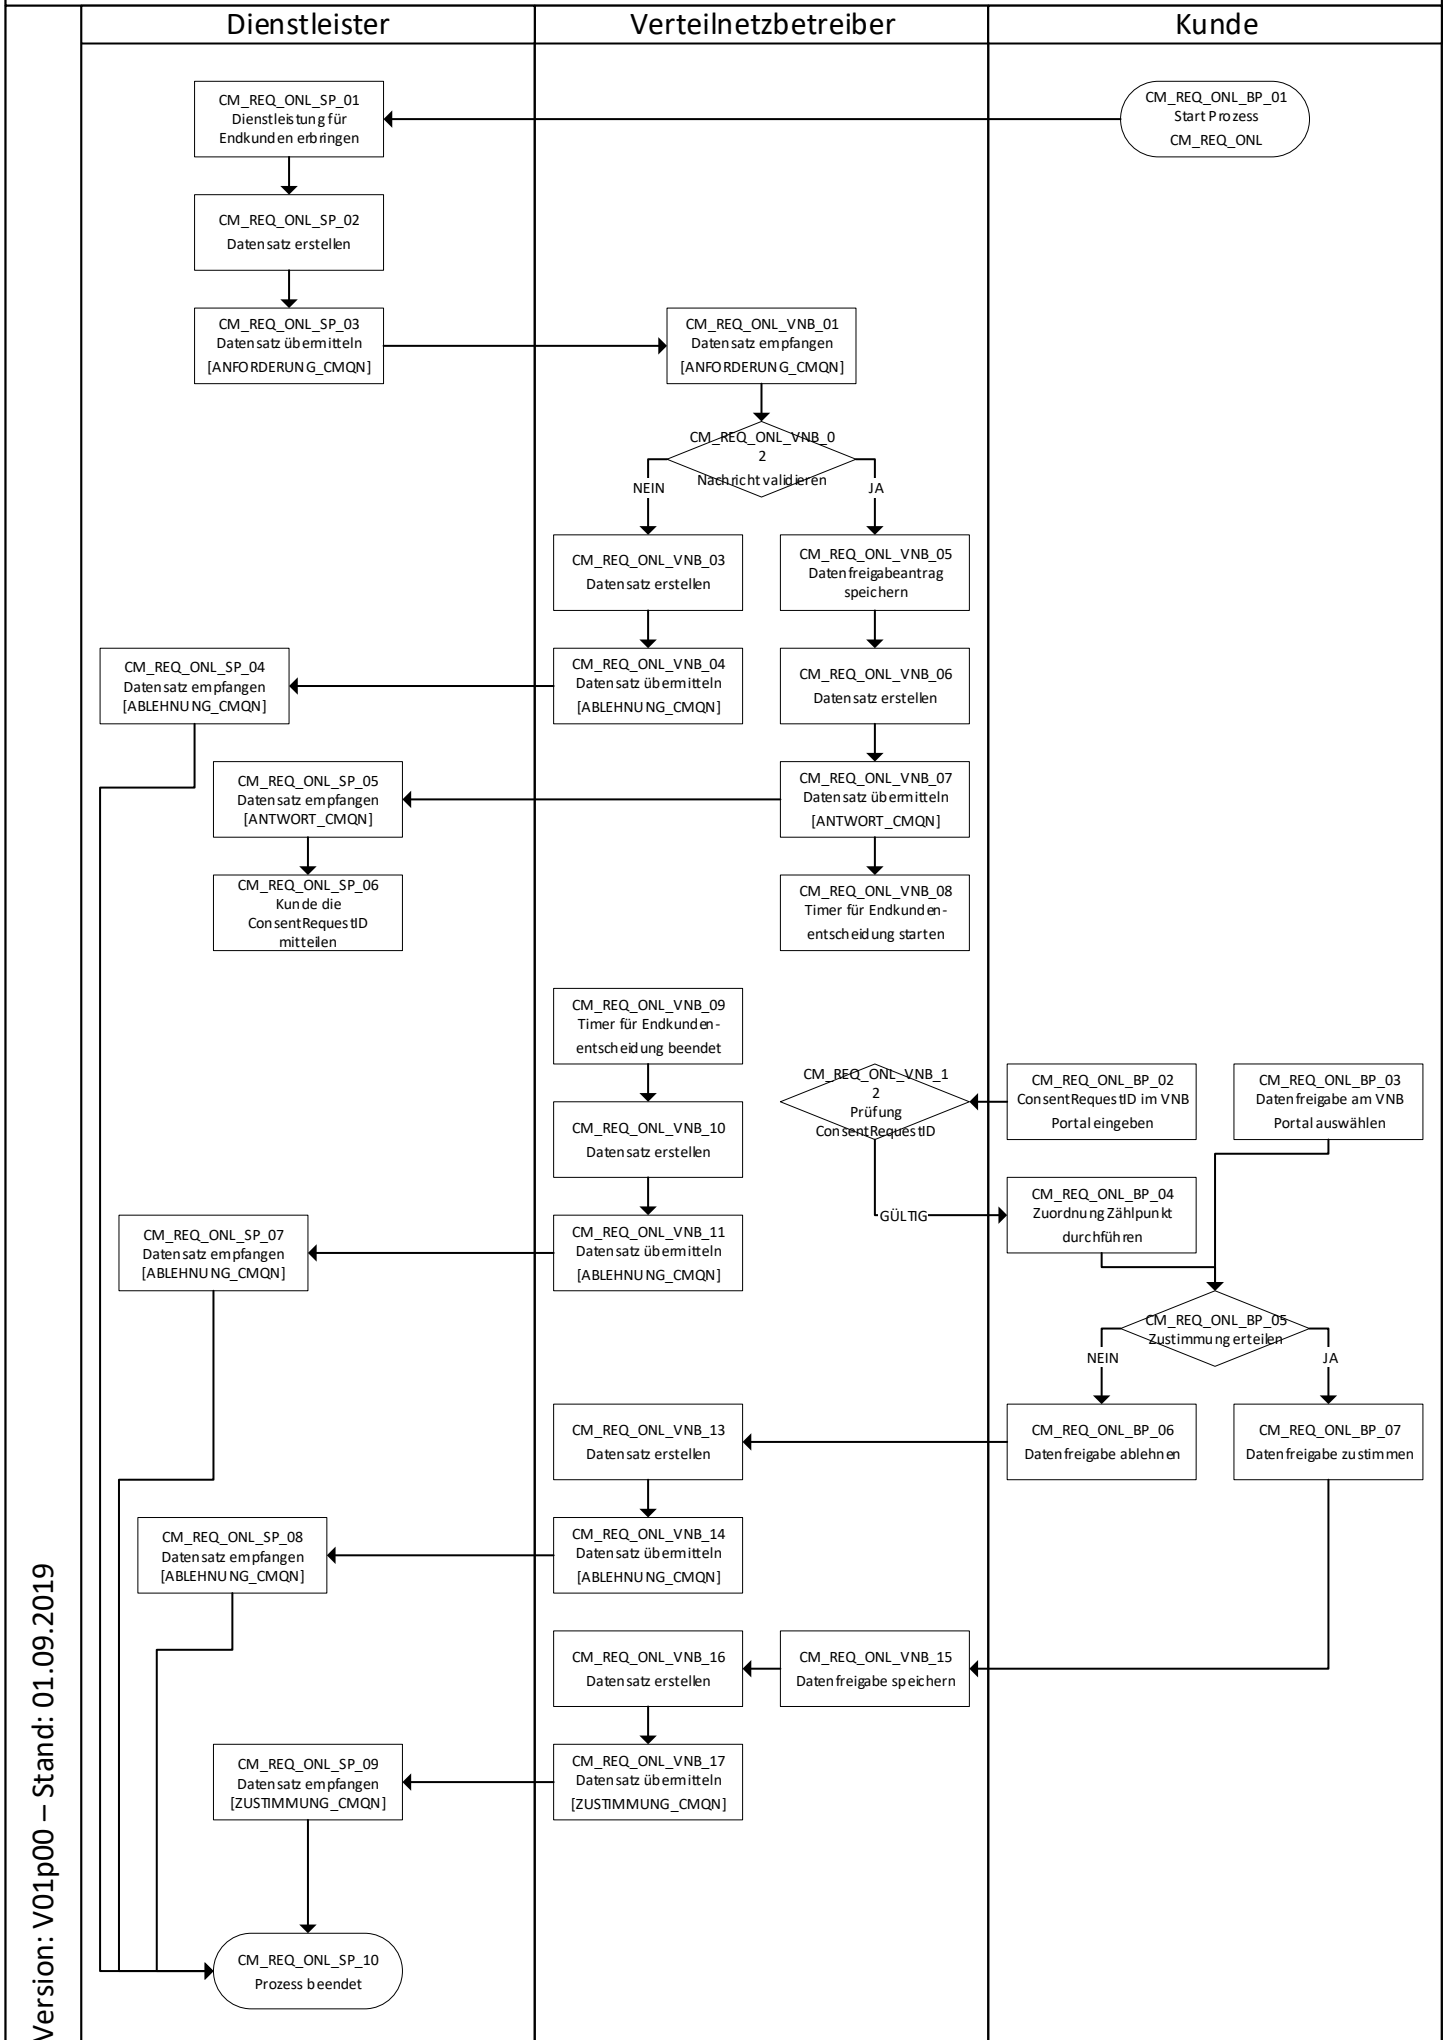 Dienstleister
Verteilnetzbetreiber
Kunde
CM_REQ_ONL_SP_01
Dienstleistung für
Endkunden erbringen
CM_REQ_ONL_BP_01
Start Prozess
CM_REQ_ONL
CM_REQ_ONL_SP_02
Datensatz erstellen
CM_REQ_ONL_SP_03
Datensatz übermitteln
[ANFORDERUNG_CMQN]
CM_REQ_ONL_VNB_01
Datensatz empfangen
[ANFORDERUNG_CMQN]
CM_REQ_ONL_VNB_0
2
Nachricht validieren
NEIN
JA
CM_REQ_ONL_VNB_03
Datensatz erstellen
CM_REQ_ONL_VNB_05
Datenfreigabeantrag
speichern
CM_REQ_ONL_SP_04
Datensatz empfangen
[ABLEHNUNG_CMQN]
CM_REQ_ONL_VNB_04
Datensatz übermitteln
[ABLEHNUNG_CMQN]
CM_REQ_ONL_VNB_06
Datensatz erstellen
CM_REQ_ONL_SP_05
Datensatz empfangen
[ANTWORT_CMQN]
CM_REQ_ONL_VNB_07
Datensatz übermitteln
[ANTWORT_CMQN]
CM_REQ_ONL_SP_06
Kunde die
ConsentRequestID
mitteilen
CM_REQ_ONL_VNB_08
Timer für Endkunden-
entscheidung starten
CM_REQ_ONL_VNB_09
Timer für Endkunden-
entscheidung beendet
CM_REQ_ONL_VNB_1
2
Prüfung
ConsentRequestID
CM_REQ_ONL_BP_02
ConsentRequestID im VNB
Portal eingeben
CM_REQ_ONL_BP_03
Datenfreigabe am VNB
Portal auswählen
CM_REQ_ONL_VNB_10
Datensatz erstellen
GÜLTIG
CM_REQ_ONL_BP_04
Zuordnung Zählpunkt
durchführen
CM_REQ_ONL_SP_07
Datensatz empfangen
[ABLEHNUNG_CMQN]
CM_REQ_ONL_VNB_11
Datensatz übermitteln
[ABLEHNUNG_CMQN]
CM_REQ_ONL_BP_05
Zustimmung erteilen
NEIN
JA
CM_REQ_ONL_VNB_13
Datensatz erstellen
CM_REQ_ONL_BP_06
Datenfreigabe ablehnen
CM_REQ_ONL_BP_07
Datenfreigabe zustimmen
CM_REQ_ONL_SP_08
Datensatz empfangen
[ABLEHNUNG_CMQN]
CM_REQ_ONL_VNB_14
Datensatz übermitteln
[ABLEHNUNG_CMQN]
CM_REQ_ONL_VNB_16
Datensatz erstellen
CM_REQ_ONL_VNB_15
Datenfreigabe speichern
CM_REQ_ONL_SP_09
Datensatz empfangen
[ZUSTIMMUNG_CMQN]
CM_REQ_ONL_VNB_17
Datensatz übermitteln
[ZUSTIMMUNG_CMQN]
CM_REQ_ONL_SP_10
Prozess beendet
Version: V01p00 – Stand: 01.09.2019